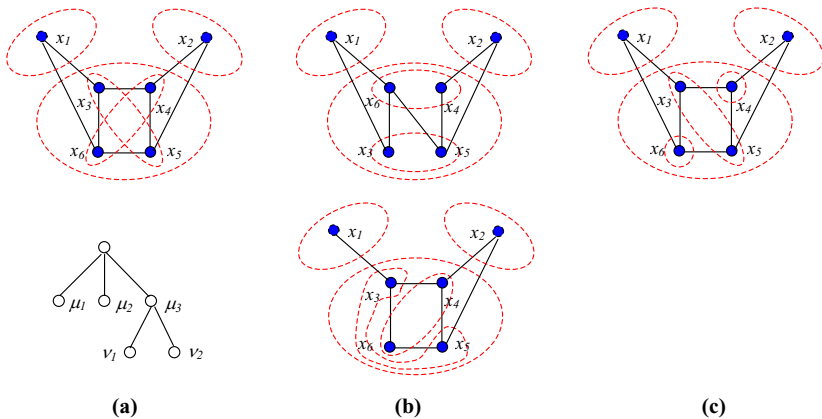 x1 x2 x3 x4 x6 x5
x1 x2 x6 x4 x3 x5
x1 x2 x3 x4 x6 x5
μ1 μ2 μ3
ν1 ν2
x1 x2 x3 x4 x6 x5
(a) (b) (c)